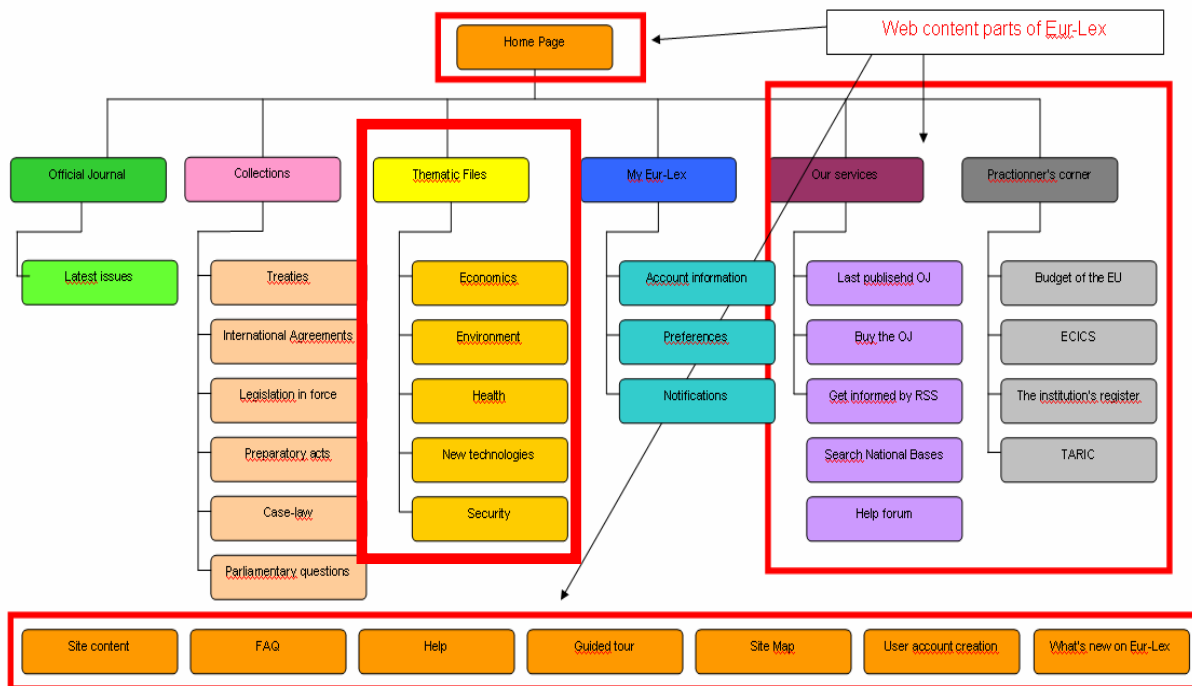 Web content parts of Eur-Lex
Home Page
Official Journal
Collections
Thematic Files
My Eur-Lex
Our services
Practionner's corner
Latest issues
Treaties
International Agreements
Legislation in force
Preparatory acts
Case-law
Parliamentary questions
Economics
Environment
Health
New technologies
Security
Account information
Preferences
Notifications
Last publisehd OJ
Buy the OJ
Get informed by RSS
Search National Bases
Help forum
Budget of the EU
ECICS
The institution's register
TARIC
Site content
FAQ
Help
Guided tour
Site Map
User account creation
What's new on Eur-Lex